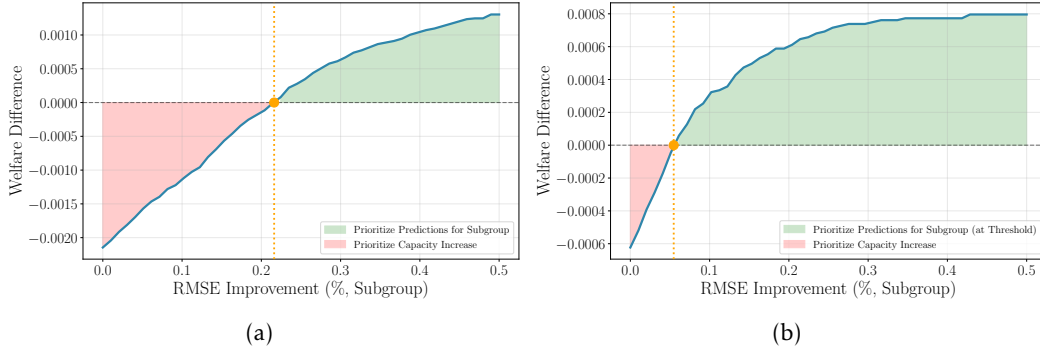 0.0010
0.0005
0.0000
−0.0005
−0.0010
−0.0015
−0.0020
Welfare Difference
Prioritize Predictions for Subgroup
Prioritize Capacity Increase
0.0 0.1 0.2 0.3 0.4 0.5
RMSE Improvement (%, Subgroup)
(a)
0.0008
0.0006
0.0004
0.0002
0.0000
−0.0002
−0.0004
−0.0006
Welfare Difference
Prioritize Predictions for Subgroup (at Threshold)
Prioritize Capacity Increase
0.0 0.1 0.2 0.3 0.4 0.5
RMSE Improvement (%, Subgroup)
(b)